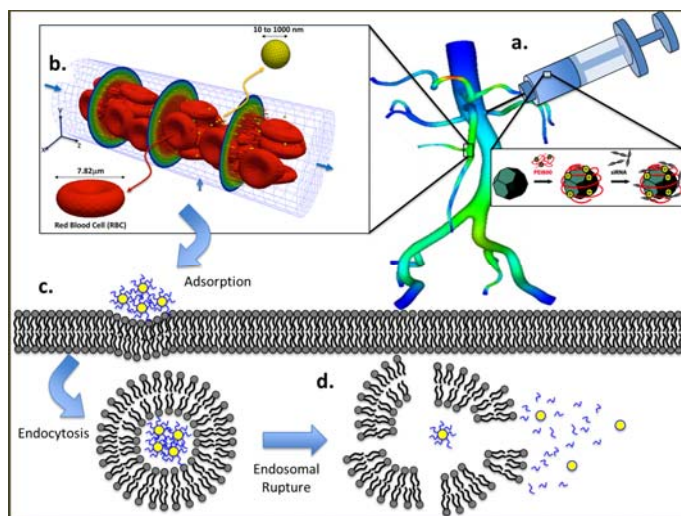 a.
b.
10 to 1000 nm
Y
X
Z
7.82μm
Red Blood Cell (RBC)
PEI800
siRNA
Adsorption
c.
d.
Endocytosis
Endosomal
Rupture